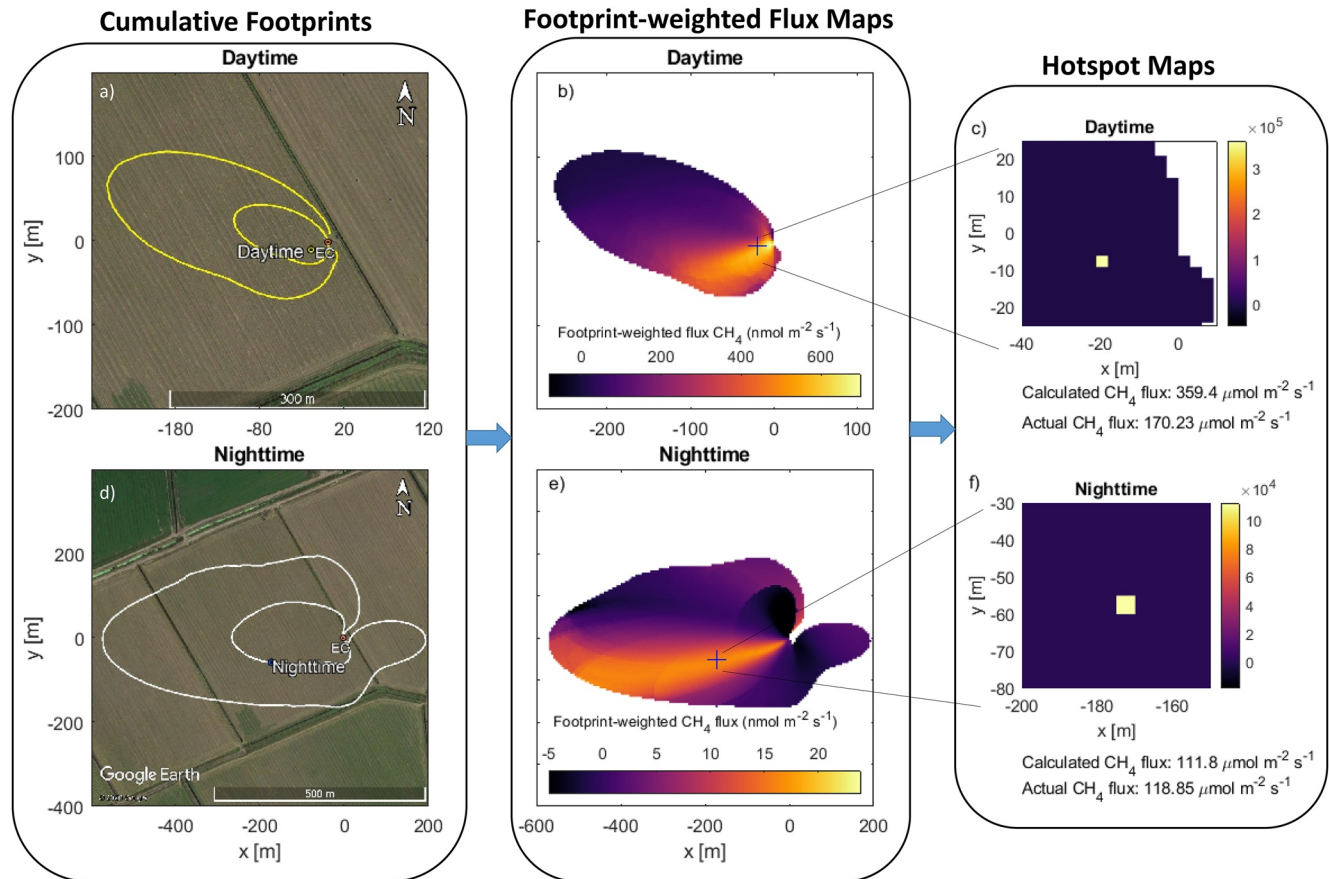 Cumulative Footprints
Daytime
a)
N
y [m]
100
0
-100
-200
Daytime
EC
300 m
-180
-80
20
120
Nighttime
d)
N
y [m]
200
0
-200
-400
EC
Nighttime
Google Earth
500 m
-400
-200
0
200
x [m]
Footprint-weighted Flux Maps
Daytime
b)
Footprint-weighted flux CH4 (nmol m-2 s-1)
0
200
400
600
-200
0
100
Nighttime
e)
Footprint-weighted CH4 flux (nmol m-2 s-1)
-5
0
5
10
15
20
-600
-400
-200
0
200
x [m]
Hotspot Maps
c)
Daytime
×10^5
y [m]
20
10
0
-10
-20
3
2
1
0
-40
-20
0
x [m]
Calculated CH4 flux: 359.4 μmol m-2 s-1
Actual CH4 flux: 170.23 μmol m-2 s-1
f)
Nighttime
×10^4
y [m]
-30
-40
-50
-60
-70
-80
10
8
6
4
2
0
-200
-180
-160
x [m]
Calculated CH4 flux: 111.8 μmol m-2 s-1
Actual CH4 flux: 118.85 μmol m-2 s-1